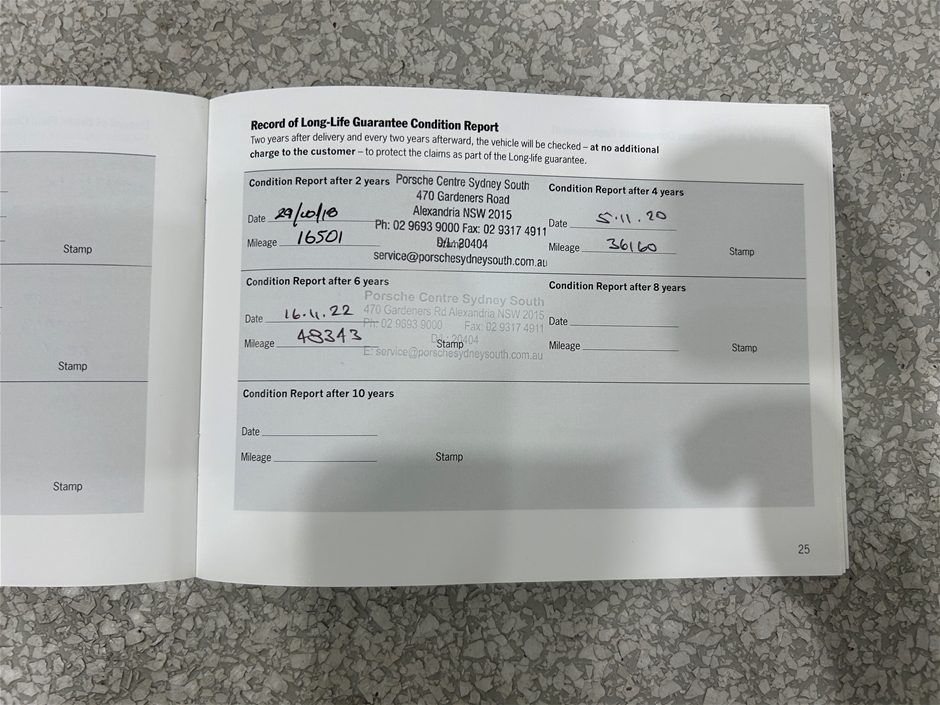 Record of Long-Life Guarantee Condition Report
Two years after delivery and every two years afterward, the vehicle will be checked – at no additional
charge to the customer – to protect the claims as part of the Long-life guarantee.
Condition Report after 2 years
Porsche Centre Sydney South
470 Gardeners Road
Alexandria NSW 2015
Ph: 02 9693 9000 Fax: 02 9317 4911
20404
service@porschesydneysouth.com.au
Date 29/10/18
Mileage 16501
Condition Report after 4 years
Date 5.11.20
Mileage 36160
Stamp
Condition Report after 6 years
Porsche Centre Sydney South
470 Gardeners Rd Alexandria NSW 2015
Ph: 02 9693 9000 Fax: 02 9317 4911
20404
E: service@porschesydneysouth.com.au
Date 16.11.22
Mileage 48343
Stamp
Condition Report after 8 years
Date
Mileage
Stamp
Condition Report after 10 years
Date
Mileage
Stamp
25
Stamp
Stamp
Stamp